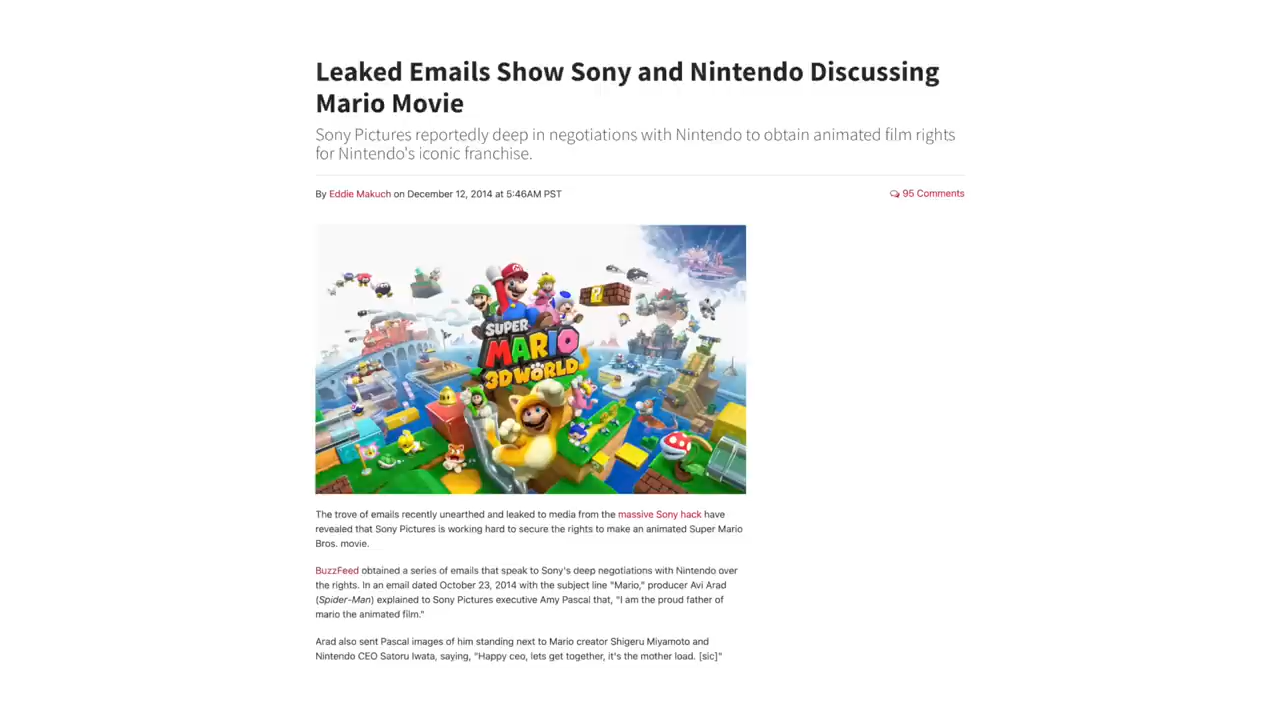 Leaked Emails Show Sony and Nintendo Discussing
Mario Movie
Sony Pictures reportedly deep in negotiations with Nintendo to obtain animated film rights
for Nintendo's iconic franchise.
By Eddie Makuch on December 12, 2014 at 5:46AM PST
95 Comments
?
SUPER
MARIO
3D WORLD
The trove of emails recently unearthed and leaked to media from the massive Sony hack have
revealed that Sony Pictures is working hard to secure the rights to make an animated Super Mario
Bros. movie.
BuzzFeed obtained a series of emails that speak to Sony's deep negotiations with Nintendo over
the rights. In an email dated October 23, 2014 with the subject line "Mario," producer Avi Arad
(Spider-Man) explained to Sony Pictures executive Amy Pascal that, "I am the proud father of
mario the animated film."
Arad also sent Pascal images of him standing next to Mario creator Shigeru Miyamoto and
Nintendo CEO Satoru Iwata, saying, "Happy ceo, lets get together, it's the mother load. [sic]"